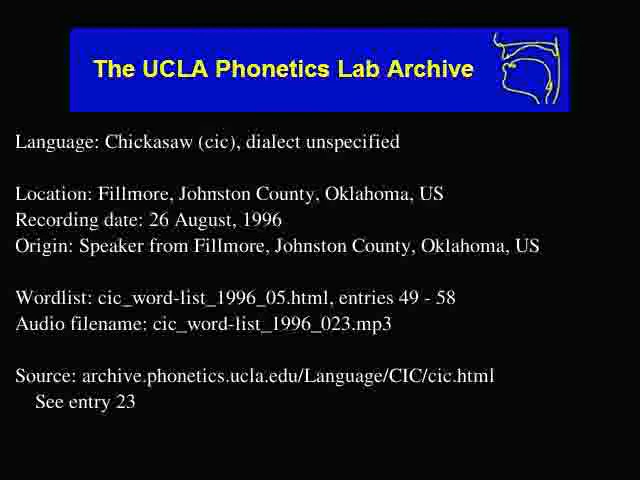 The UCLA Phonetics Lab Archive
Language: Chickasaw (cic), dialect unspecified
Location: Fillmore, Johnston County, Oklahoma, US
Recording date: 26 August, 1996
Origin: Speaker from Fillmore, Johnston County, Oklahoma, US
Wordlist: cic_word-list_1996_05.html, entries 49 - 58
Audio filename: cic_word-list_1996_023.mp3
Source: archive.phonetics.ucla.edu/Language/CIC/cic.html
See entry 23